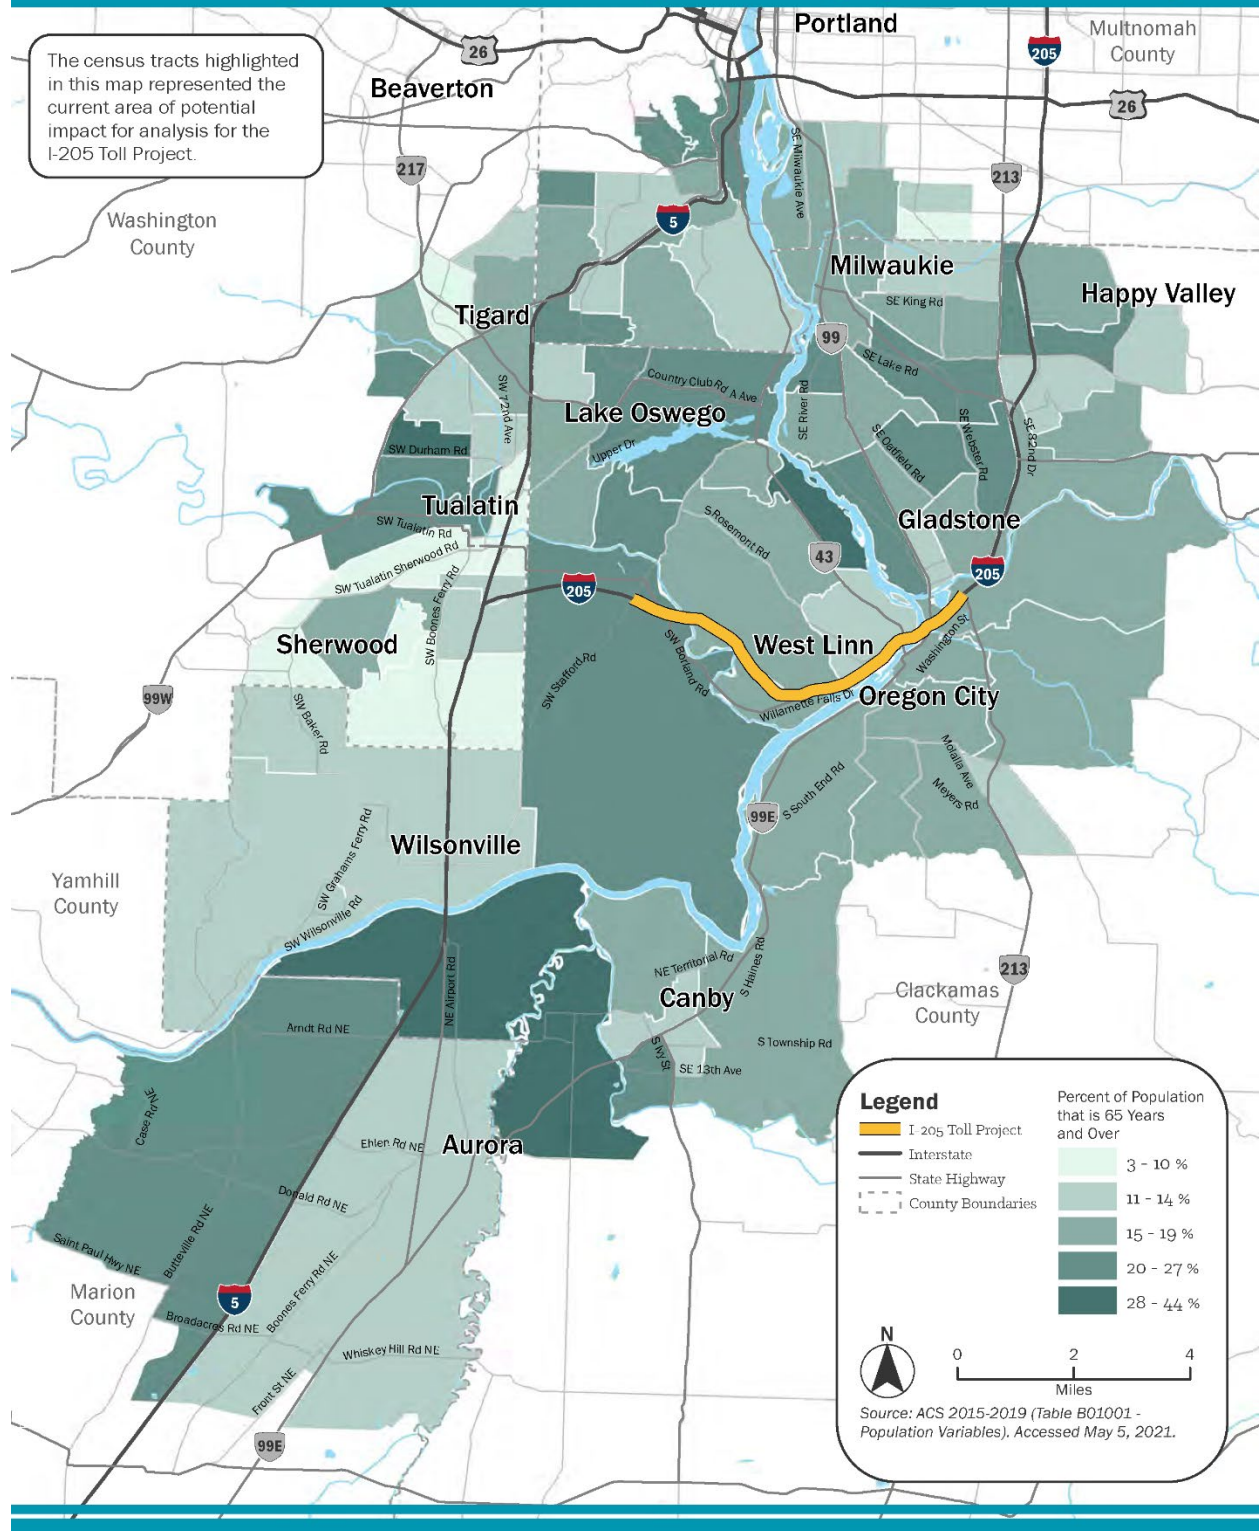 The census tracts highlighted
in this map represented the
current area of potential
impact for analysis for the
I-205 Toll Project.
Portland
Multnomah
County
26
205
Beaverton
26
SE Milwaukie Ave
217
213
Washington
County
5
Milwaukie
Happy Valley
SE King Rd
Tigard
99
SE Lake Rd
Country Club Rd
A Ave
SW 72nd Ave
Lake Oswego
SE River Rd
SE Oatfield Rd
SE Webster Rd
SE 82nd Dr
SW Durham Rd
Upper Dr
Tualatin
SW Tualatin Rd
S Rosemont Rd
Gladstone
43
SW Tualatin Sherwood Rd
205
205
SW Boones Ferry Rd
Sherwood
West Linn
Washington St
SW Stafford Rd
SW Borland Rd
99W
Willamette Falls Dr
Oregon City
SW Baker Rd
Molalla Ave
Meyers Rd
S South End Rd
99E
Wilsonville
SW Grahams Ferry Rd
Yamhill
County
SW Wilsonville Rd
NE Airport Rd
NE Territorial Rd
S Haines Rd
213
Canby
Clackamas
County
Arndt Rd NE
S Ivy St
S Township Rd
SE 13th Ave
Case Rd NE
Ehlen Rd NE
Aurora
Donald Rd NE
Butteville Rd NE
Saint Paul Hwy NE
Boones Ferry Rd NE
Marion
County
5
Broadacres Rd NE
Whiskey Hill Rd NE
Front St NE
99E
Legend
I-205 Toll Project
Interstate
State Highway
County Boundaries
Percent of Population
that is 65 Years
and Over
3 - 10 %
11 - 14 %
15 - 19 %
20 - 27 %
28 - 44 %
N
0 2 4
Miles
Source: ACS 2015-2019 (Table B01001 -
Population Variables). Accessed May 5, 2021.